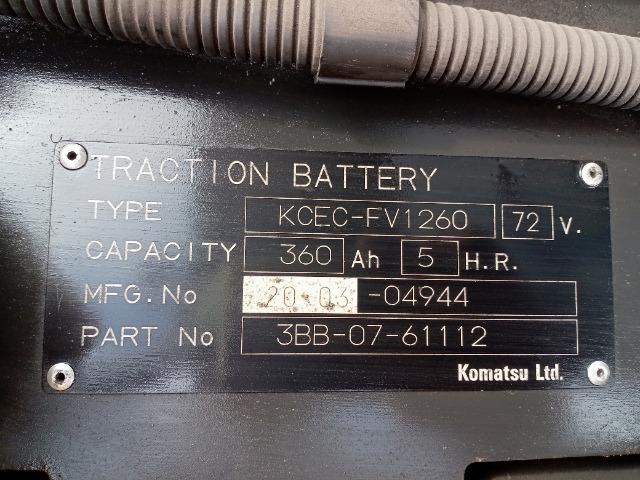 TRACTION BATTERY
TYPE KCEC-FV1260 72 V.
CAPACITY 360 Ah 5 H.R.
MFG.No 20-03-04944
PART No 3BB-07-61112
Komatsu Ltd.